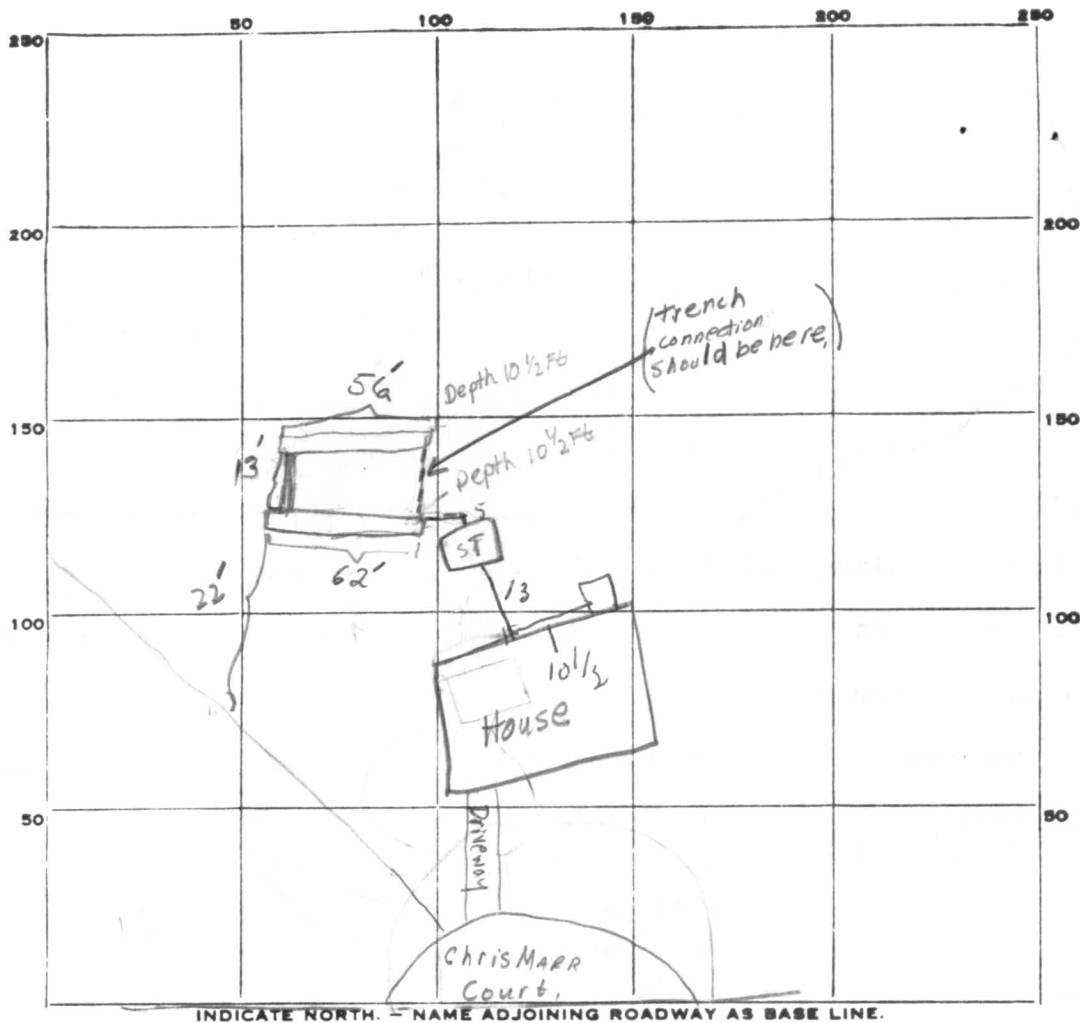 50 100 150 200 250
250
200 200
(trench
connection
should be here,)
56'
Depth 10 1/2 Ft
150 150
13'
Depth 10 1/2 Ft
5
ST
62'
22'
13
100 100
10 1/2
House
50 50
Driveway
Chris MARR
Court,
INDICATE NORTH. – NAME ADJOINING ROADWAY AS BASE LINE.